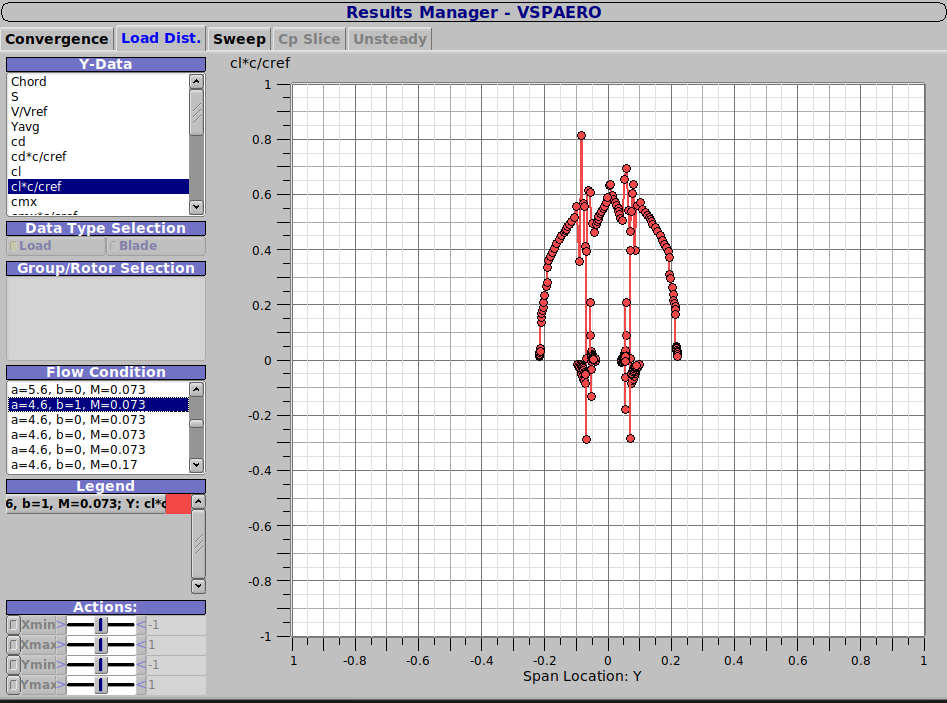 Results Manager - VSPAERO
Convergence Load Dist. Sweep Cp Slice Unsteady
Y-Data
Chord
S
V/Vref
Yavg
cd
cd*c/cref
cl
cl*c/cref
cmx
Data Type Selection
Load Blade
Group/Rotor Selection
Flow Condition
a=5.6, b=0, M=0.073
a=4.6, b=1, M=0.073
a=4.6, b=0, M=0.073
a=4.6, b=0, M=0.073
a=4.6, b=0, M=0.073
a=4.6, b=0, M=0.17
Legend
6, b=1, M=0.073; Y: cl*c
Actions:
Xmin > < -1
Xmax > < 1
Ymin > < -1
Ymax > < 1
cl*c/cref
1
0.8
0.6
0.4
0.2
0
-0.2
-0.4
-0.6
-0.8
-1
1 -0.8 -0.6 -0.4 -0.2 0 0.2 0.4 0.6 0.8 1
Span Location: Y